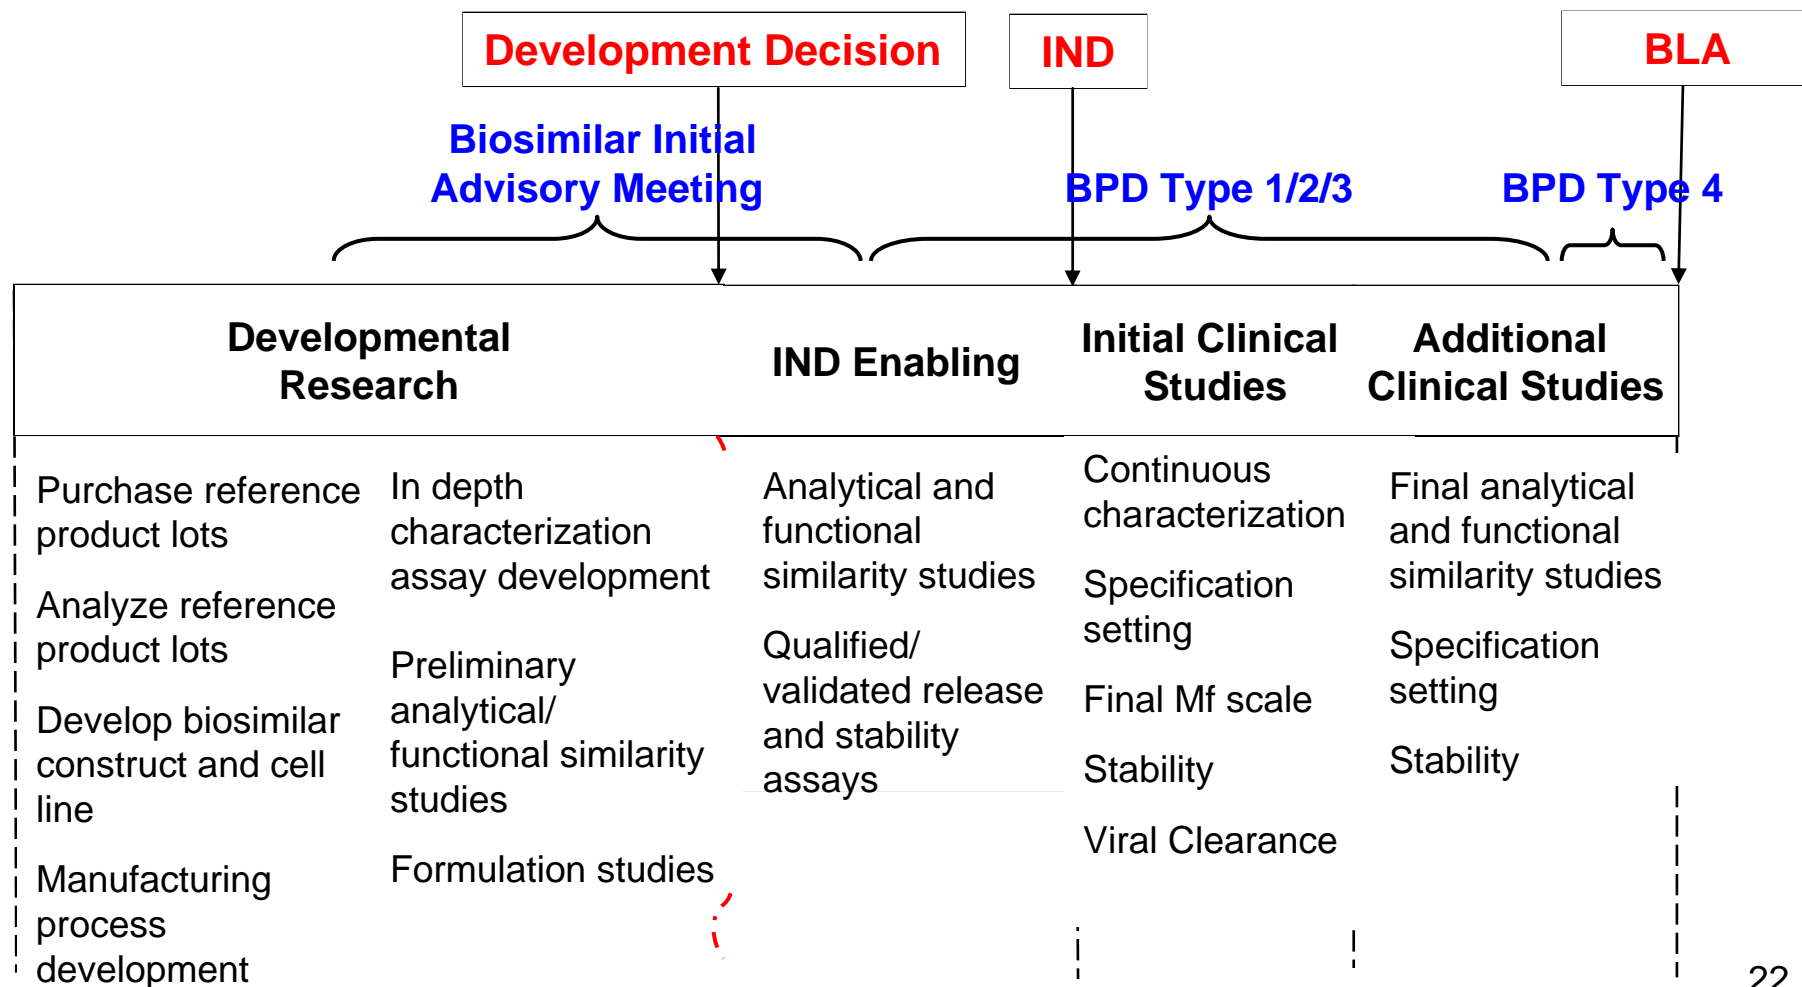 Development Decision
IND
BLA
Biosimilar Initial
Advisory Meeting
BPD Type 1/2/3
BPD Type 4
Developmental
Research
IND Enabling
Initial Clinical
Studies
Additional
Clinical Studies
Purchase reference
product lots
Analyze reference
product lots
Develop biosimilar
construct and cell
line
Manufacturing
process
development
In depth
characterization
assay development
Preliminary
analytical/
functional similarity
studies
Formulation studies
Analytical and
functional
similarity studies
Qualified/
validated release
and stability
assays
Continuous
characterization
Specification
setting
Final Mf scale
Stability
Viral Clearance
Final analytical
and functional
similarity studies
Specification
setting
Stability
22